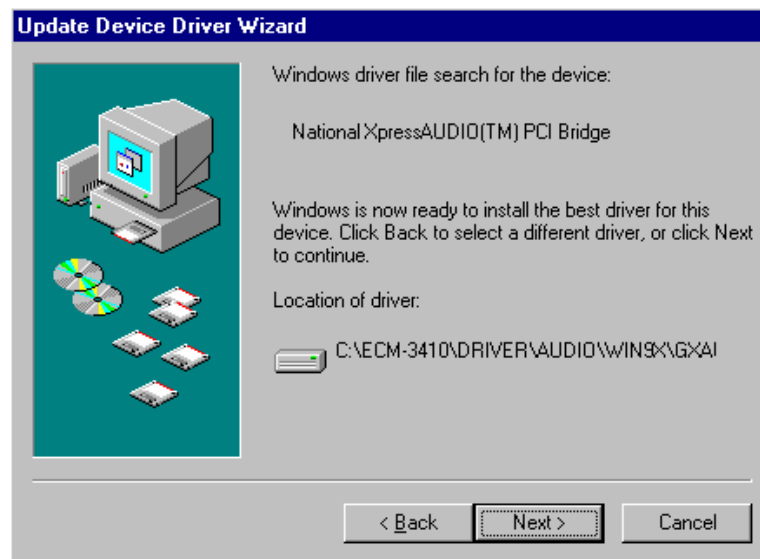 Update Device Driver Wizard
Windows driver file search for the device:
National XpressAUDIO(TM) PCI Bridge
Windows is now ready to install the best driver for this
device. Click Back to select a different driver, or click Next
to continue.
Location of driver:
C:\ECM-3410\DRIVER\AUDIO\WIN9X\GXA
< Back
Next >
Cancel